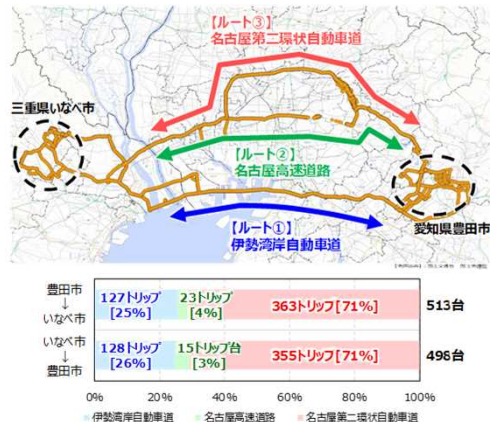 【ルート③】
名古屋第二環状自動車道
三重県いなべ市
【ルート②】
名古屋高速道路
愛知県豊田市
【ルート①】
伊勢湾岸自動車道
豊田市
↓
いなべ市
127トリップ
[25%]
23トリップ
[4%]
363トリップ[71%]
513台
いなべ市
↓
豊田市
128トリップ
[26%]
15トリップ台
[3%]
355トリップ[71%]
498台
0% 20% 40% 60% 80% 100%
伊勢湾岸自動車道 名古屋高速道路 名古屋第二環状自動車道